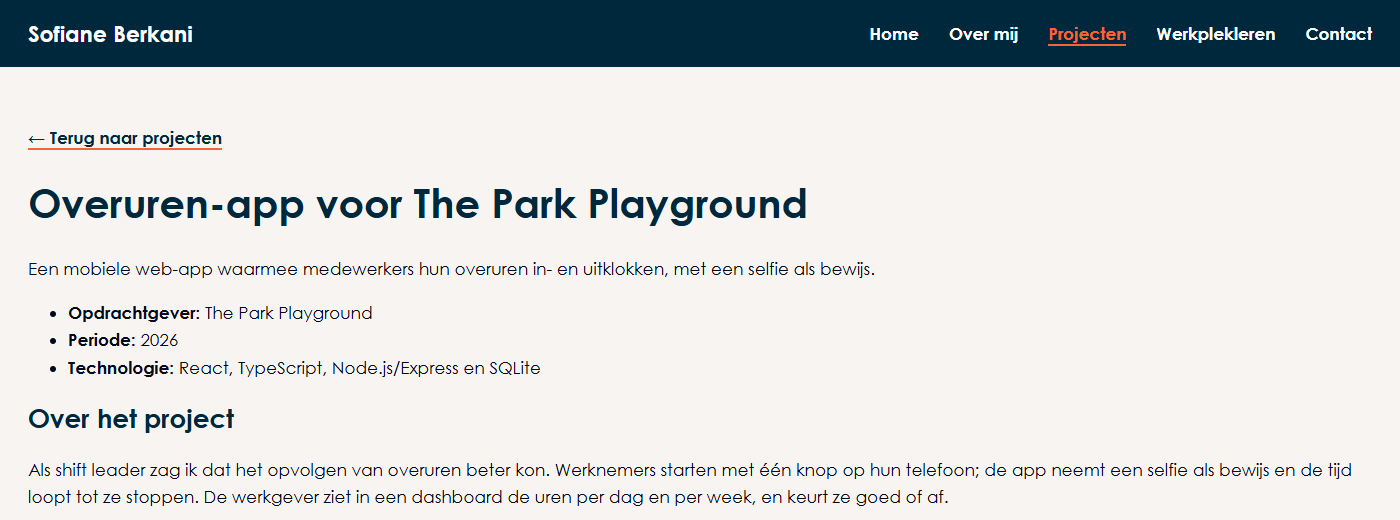 Sofiane Berkani
Home Over mij Projecten Werkplekleren Contact
← Terug naar projecten
Overuren-app voor The Park Playground
Een mobiele web-app waarmee medewerkers hun overuren in- en uitklokken, met een selfie als bewijs.
• Opdrachtgever: The Park Playground
• Periode: 2026
• Technologie: React, TypeScript, Node.js/Express en SQLite
Over het project
Als shift leader zag ik dat het opvolgen van overuren beter kon. Werknemers starten met één knop op hun telefoon; de app neemt een selfie als bewijs en de tijd
loopt tot ze stoppen. De werkgever ziet in een dashboard de uren per dag en per week, en keurt ze goed of af.